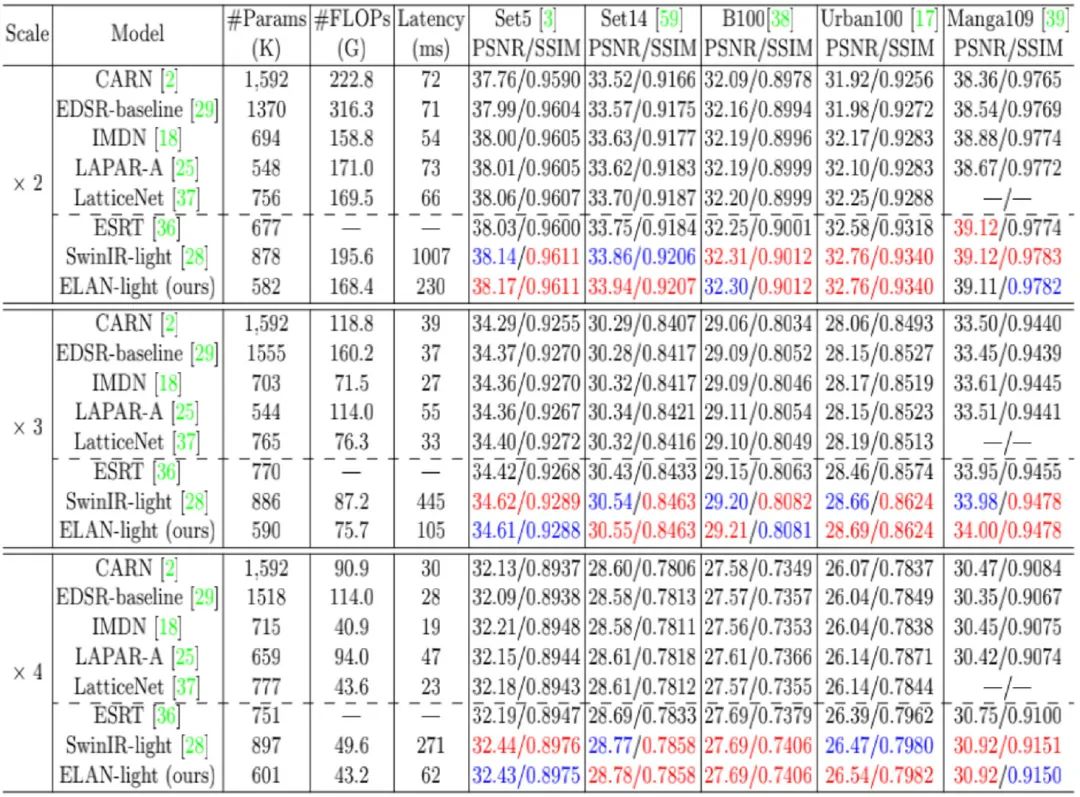 Scale Model #Params (K) #FLOPs (G) Latency (ms) Set5 [3] PSNR/SSIM Set14 [59] PSNR/SSIM B100[38] PSNR/SSIM Urban100 [17] PSNR/SSIM Manga109 [39] PSNR/SSIM
× 2
CARN [2] 1,592 222.8 72 37.76/0.9590 33.52/0.9166 32.09/0.8978 31.92/0.9256 38.36/0.9765
EDSR-baseline [29] 1370 316.3 71 37.99/0.9604 33.57/0.9175 32.16/0.8994 31.98/0.9272 38.54/0.9769
IMDN [18] 694 158.8 54 38.00/0.9605 33.63/0.9177 32.19/0.8996 32.17/0.9283 38.88/0.9774
LAPAR-A [25] 548 171.0 73 38.01/0.9605 33.62/0.9183 32.19/0.8999 32.10/0.9283 38.67/0.9772
LatticeNet [37] 756 169.5 66 38.06/0.9607 33.70/0.9187 32.20/0.8999 32.25/0.9288 —/—
ESRT [36] 677 — — 38.03/0.9600 33.75/0.9184 32.25/0.9001 32.58/0.9318 39.12/0.9774
SwinIR-light [28] 878 195.6 1007 38.14/0.9611 33.86/0.9206 32.31/0.9012 32.76/0.9340 39.12/0.9783
ELAN-light (ours) 582 168.4 230 38.17/0.9611 33.94/0.9207 32.30/0.9012 32.76/0.9340 39.11/0.9782
× 3
CARN [2] 1,592 118.8 39 34.29/0.9255 30.29/0.8407 29.06/0.8034 28.06/0.8493 33.50/0.9440
EDSR-baseline [29] 1555 160.2 37 34.37/0.9270 30.28/0.8417 29.09/0.8052 28.15/0.8527 33.45/0.9439
IMDN [18] 703 71.5 27 34.36/0.9270 30.32/0.8417 29.09/0.8046 28.17/0.8519 33.61/0.9445
LAPAR-A [25] 544 114.0 55 34.36/0.9267 30.34/0.8421 29.11/0.8054 28.15/0.8523 33.51/0.9441
LatticeNet [37] 765 76.3 33 34.40/0.9272 30.32/0.8416 29.10/0.8049 28.19/0.8513 —/—
ESRT [36] 770 — — 34.42/0.9268 30.43/0.8433 29.15/0.8063 28.46/0.8574 33.95/0.9455
SwinIR-light [28] 886 87.2 445 34.62/0.9289 30.54/0.8463 29.20/0.8082 28.66/0.8624 33.98/0.9478
ELAN-light (ours) 590 75.7 105 34.61/0.9288 30.55/0.8463 29.21/0.8081 28.69/0.8624 34.00/0.9478
× 4
CARN [2] 1,592 90.9 30 32.13/0.8937 28.60/0.7806 27.58/0.7349 26.07/0.7837 30.47/0.9084
EDSR-baseline [29] 1518 114.0 28 32.09/0.8938 28.58/0.7813 27.57/0.7357 26.04/0.7849 30.35/0.9067
IMDN [18] 715 40.9 19 32.21/0.8948 28.58/0.7811 27.56/0.7353 26.04/0.7838 30.45/0.9075
LAPAR-A [25] 659 94.0 47 32.15/0.8944 28.61/0.7818 27.61/0.7366 26.14/0.7871 30.42/0.9074
LatticeNet [37] 777 43.6 23 32.18/0.8943 28.61/0.7812 27.57/0.7355 26.14/0.7844 —/—
ESRT [36] 751 — — 32.19/0.8947 28.69/0.7833 27.69/0.7379 26.39/0.7962 30.75/0.9100
SwinIR-light [28] 897 49.6 271 32.44/0.8976 28.77/0.7858 27.69/0.7406 26.47/0.7980 30.92/0.9151
ELAN-light (ours) 601 43.2 62 32.43/0.8975 28.78/0.7858 27.69/0.7406 26.54/0.7982 30.92/0.9150